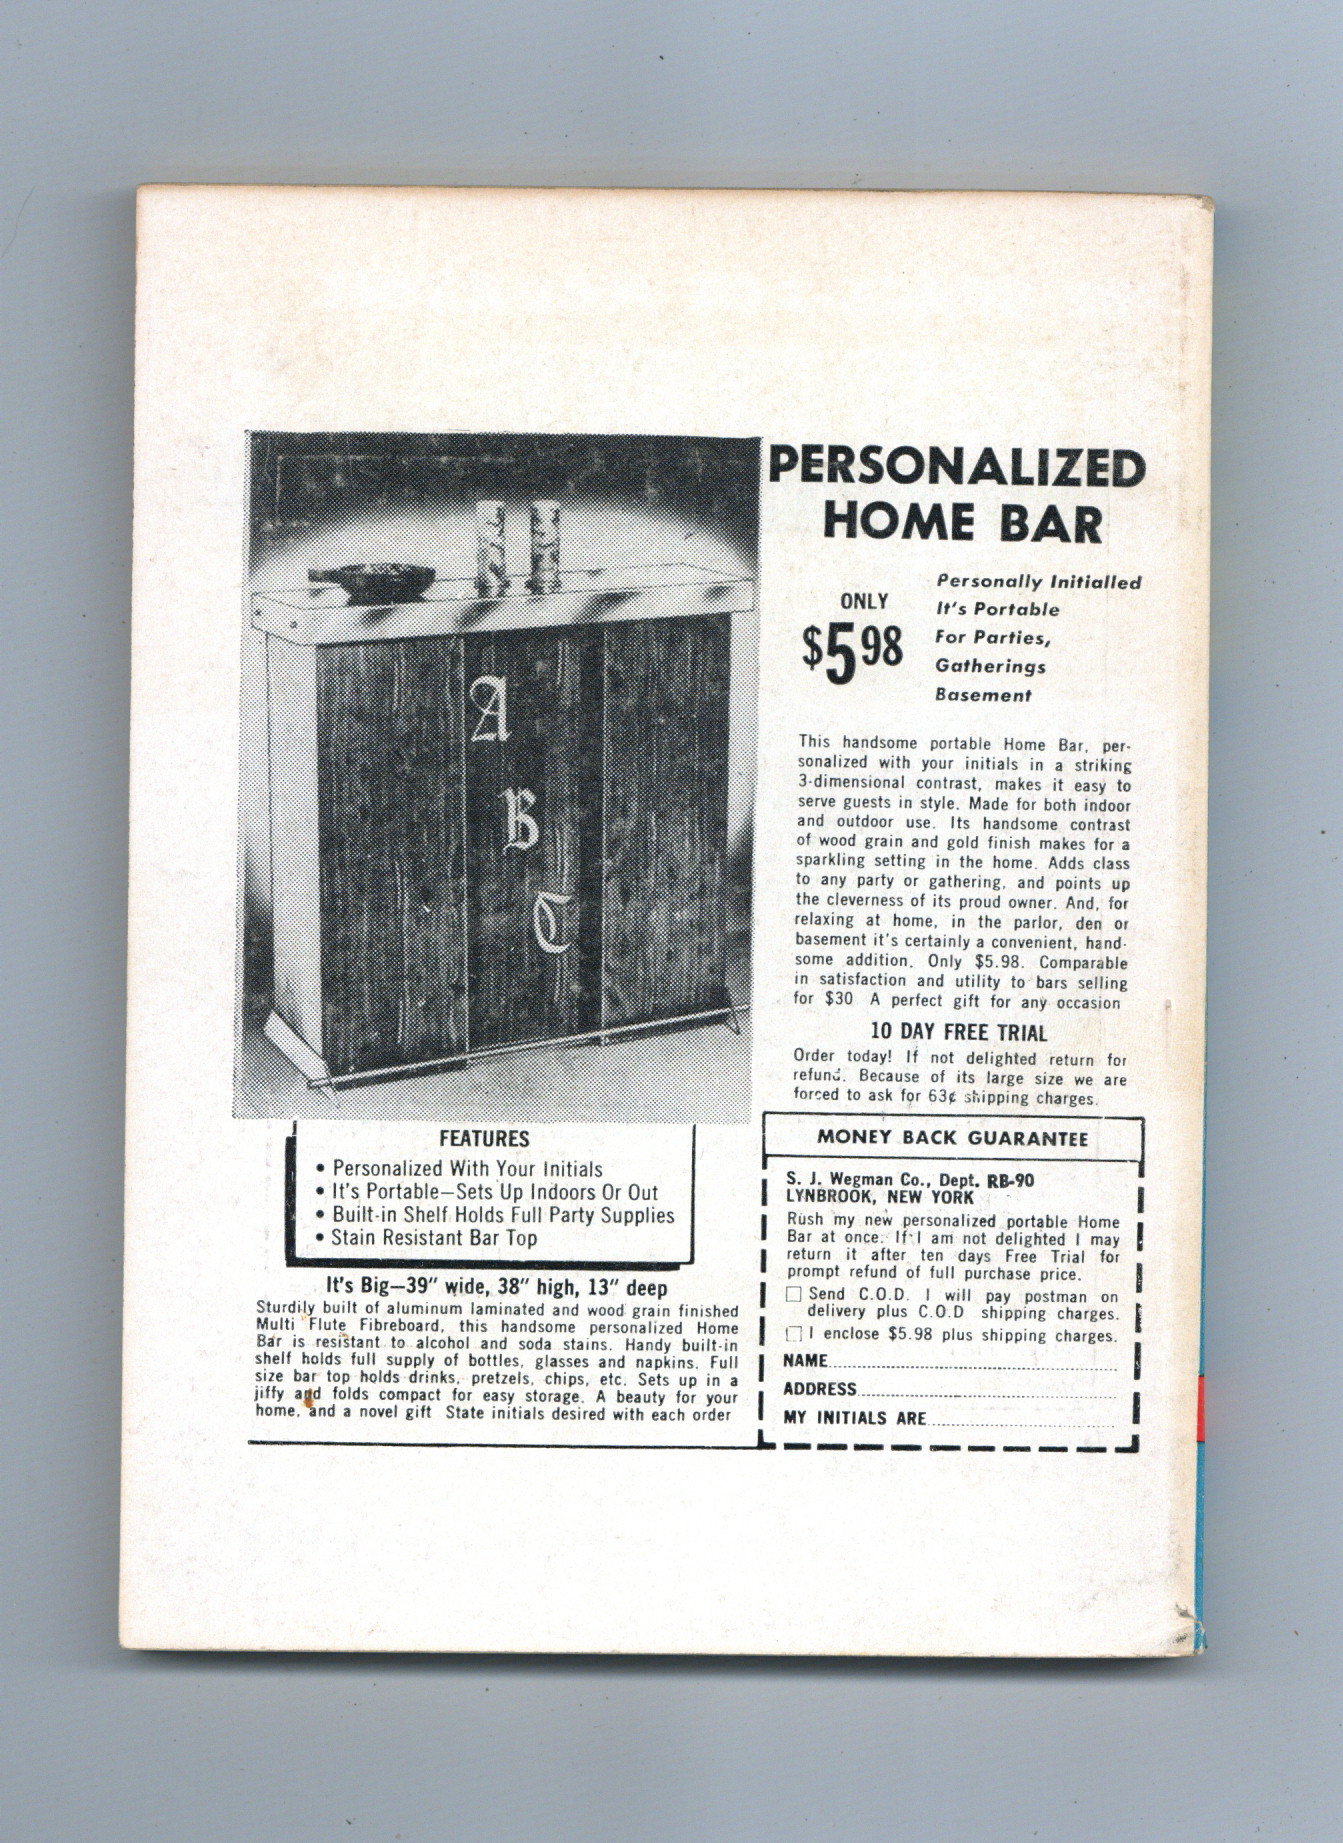 PERSONALIZED
HOME BAR
ONLY
$5.98
Personally Initialled
It's Portable
For Parties,
Gatherings
Basement
A
B
C
This handsome portable Home Bar, per-
sonalized with your initials in a striking
3-dimensional contrast, makes it easy to
serve guests in style. Made for both indoor
and outdoor use. Its handsome contrast
of wood grain and gold finish makes for a
sparkling setting in the home. Adds class
to any party or gathering, and points up
the cleverness of its proud owner. And, for
relaxing at home, in the parlor, den or
basement it's certainly a convenient, hand-
some addition. Only $5.98. Comparable
in satisfaction and utility to bars selling
for $30 A perfect gift for any occasion
10 DAY FREE TRIAL
Order today! If not delighted return for
refund. Because of its large size we are
forced to ask for 63¢ shipping charges.
FEATURES
• Personalized With Your Initials
• It's Portable—Sets Up Indoors Or Out
• Built-in Shelf Holds Full Party Supplies
• Stain Resistant Bar Top
It's Big—39" wide, 38" high, 13" deep
Sturdily built of aluminum laminated and wood grain finished
Multi Flute Fibreboard, this handsome personalized Home
Bar is resistant to alcohol and soda stains. Handy built-in
shelf holds full supply of bottles, glasses and napkins. Full
size bar top holds drinks, pretzels, chips, etc. Sets up in a
jiffy and folds compact for easy storage. A beauty for your
home, and a novel gift State initials desired with each order
MONEY BACK GUARANTEE
S. J. Wegman Co., Dept. RB-90
LYNBROOK, NEW YORK
Rush my new personalized portable Home
Bar at once. If I am not delighted I may
return it after ten days Free Trial for
prompt refund of full purchase price.
Send C.O.D. I will pay postman on
delivery plus C.O.D shipping charges.
I enclose $5.98 plus shipping charges.
NAME
ADDRESS
MY INITIALS ARE